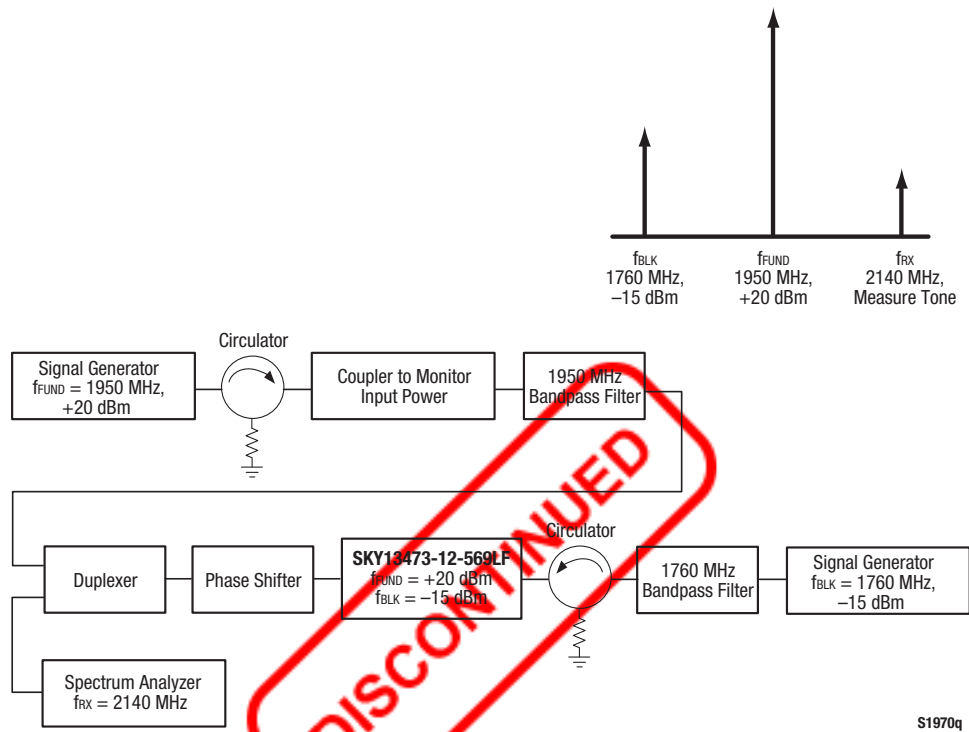 fBLK
1760 MHz,
–15 dBm
fFUND
1950 MHz,
+20 dBm
fRX
2140 MHz,
Measure Tone
Signal Generator
fFUND = 1950 MHz,
+20 dBm
Circulator
Coupler to Monitor
Input Power
1950 MHz
Bandpass Filter
Duplexer
Phase Shifter
SKY13473-12-569LF
fFUND = +20 dBm
fBLK = –15 dBm
Circulator
1760 MHz
Bandpass Filter
Signal Generator
fBLK = 1760 MHz,
–15 dBm
Spectrum Analyzer
fRX = 2140 MHz
DISCONTINUED
S1970q